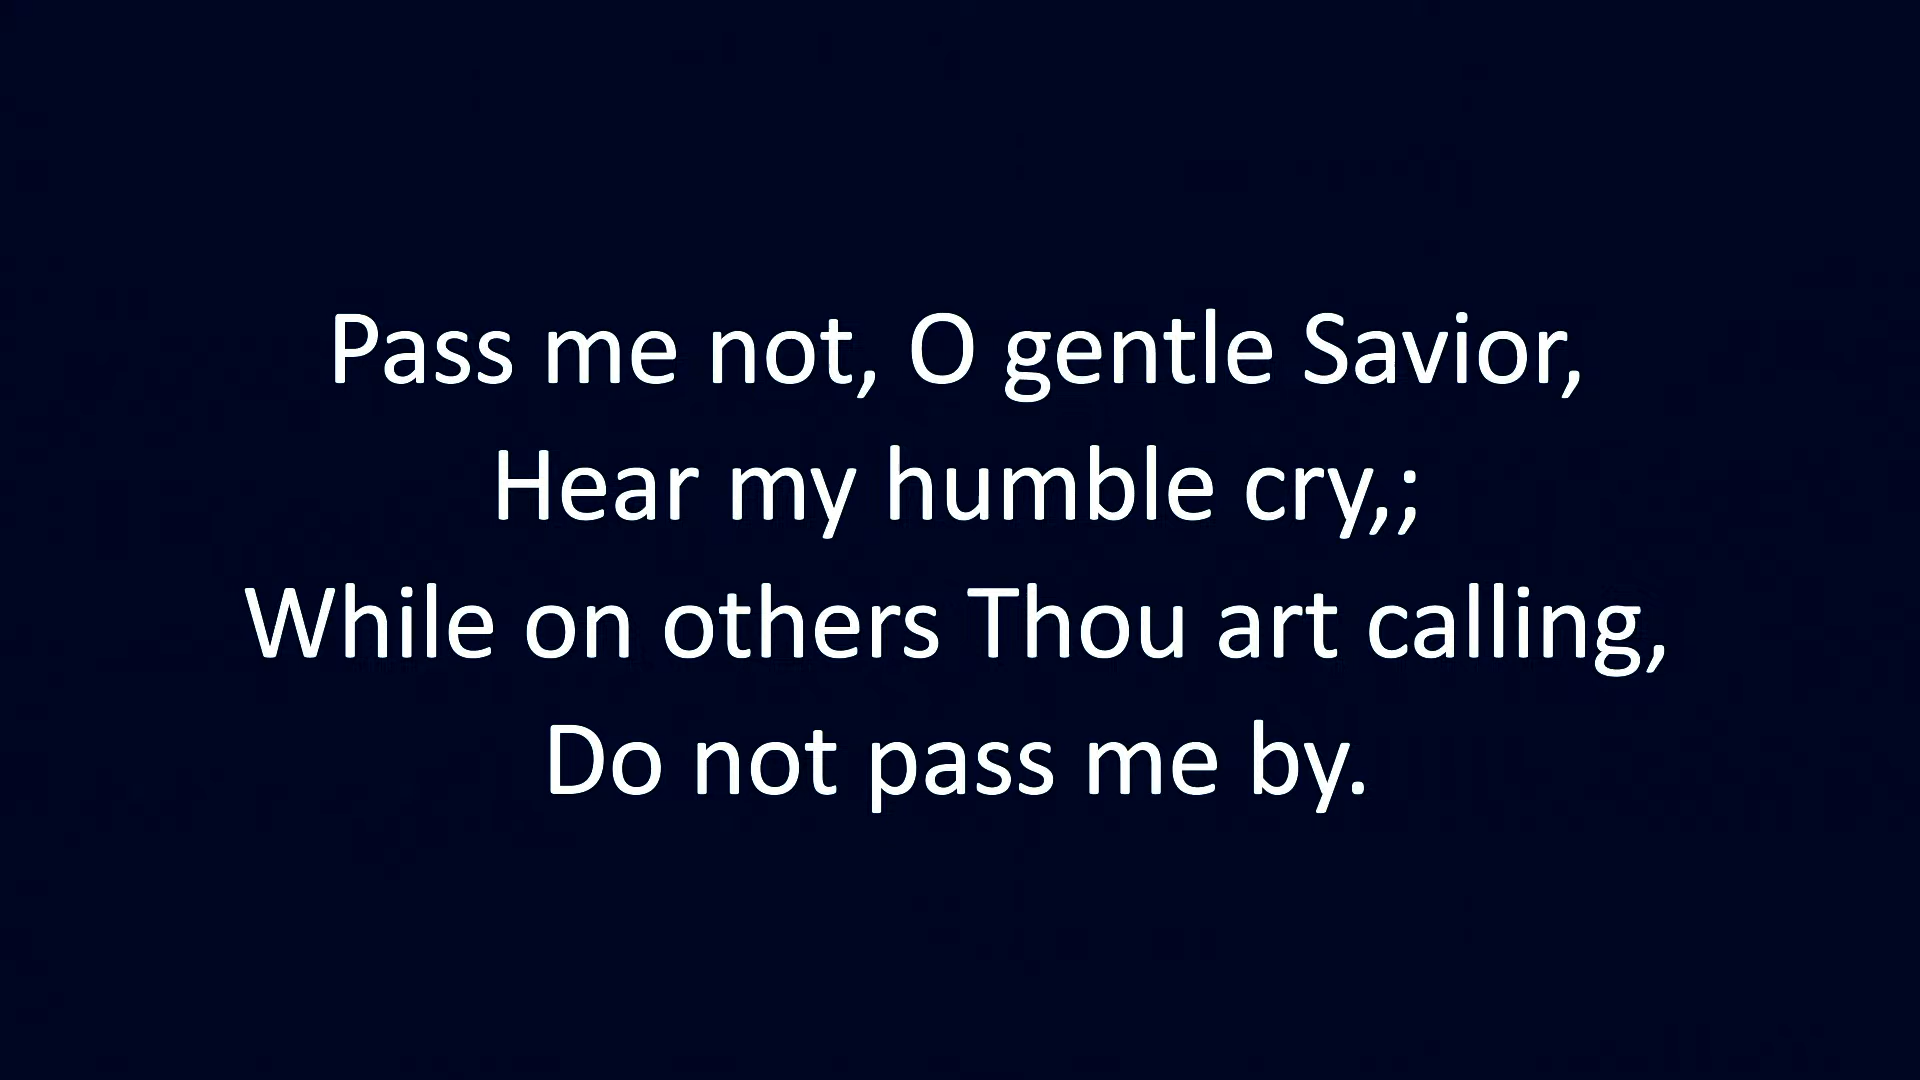 Pass me not, O gentle Savior,
Hear my humble cry,;
While on others Thou art calling,
Do not pass me by.